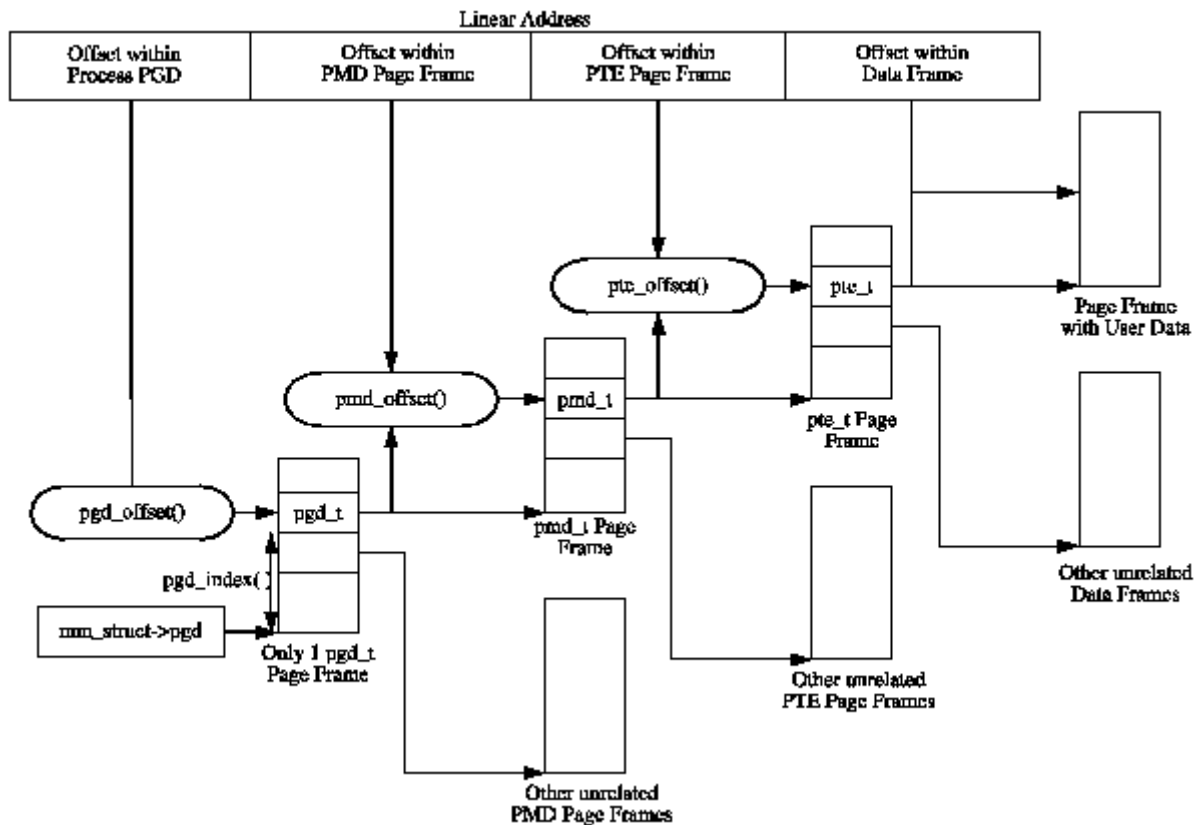 Linear Address
Offset within
Process PGD
Offset within
PMD Page Frame
Offset within
PTE Page Frame
Offset within
Data Frame
pte_offset()
pte_t
Page Frame
with User Data
pmd_offset()
pmd_t
pte_t Page
Frame
pgd_offset()
pgd_t
pmd_t Page
Frame
pgd_index()
Other unrelated
Data Frames
mm_struct->pgd
Only 1 pgd_t
Page Frame
Other unrelated
PTE Page Frames
Other unrelated
PMD Page Frames